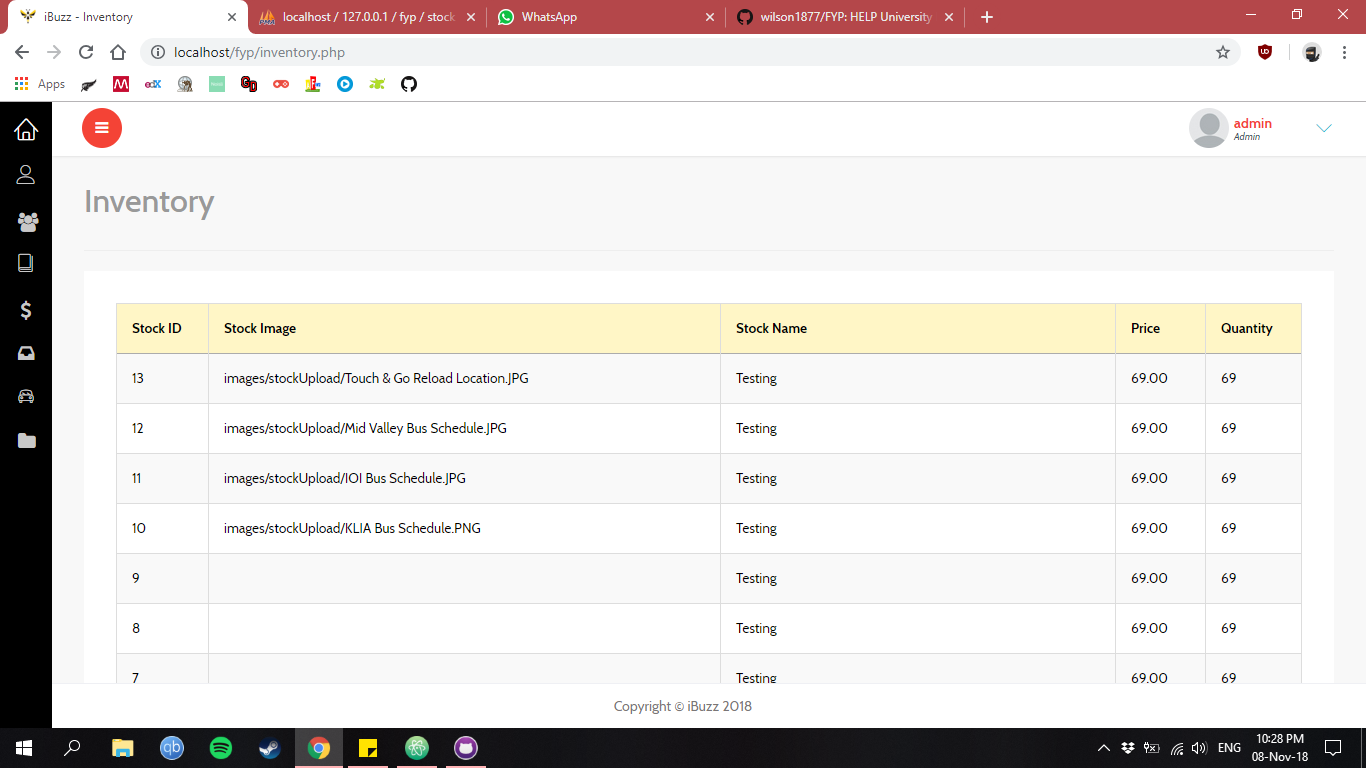 iBuzz - Inventory
localhost / 127.0.0.1 / fyp / stock
WhatsApp
wilson1877/FYP: HELP University
localhost/fyp/inventory.php
Apps
admin
Admin
Inventory
Stock ID Stock Image Stock Name Price Quantity
13 images/stockUpload/Touch & Go Reload Location.JPG Testing 69.00 69
12 images/stockUpload/Mid Valley Bus Schedule.JPG Testing 69.00 69
11 images/stockUpload/IOI Bus Schedule.JPG Testing 69.00 69
10 images/stockUpload/KLIA Bus Schedule.PNG Testing 69.00 69
9 Testing 69.00 69
8 Testing 69.00 69
7 Testing 69.00 69
Copyright © iBuzz 2018
qb
ENG
10:28 PM
08-Nov-18